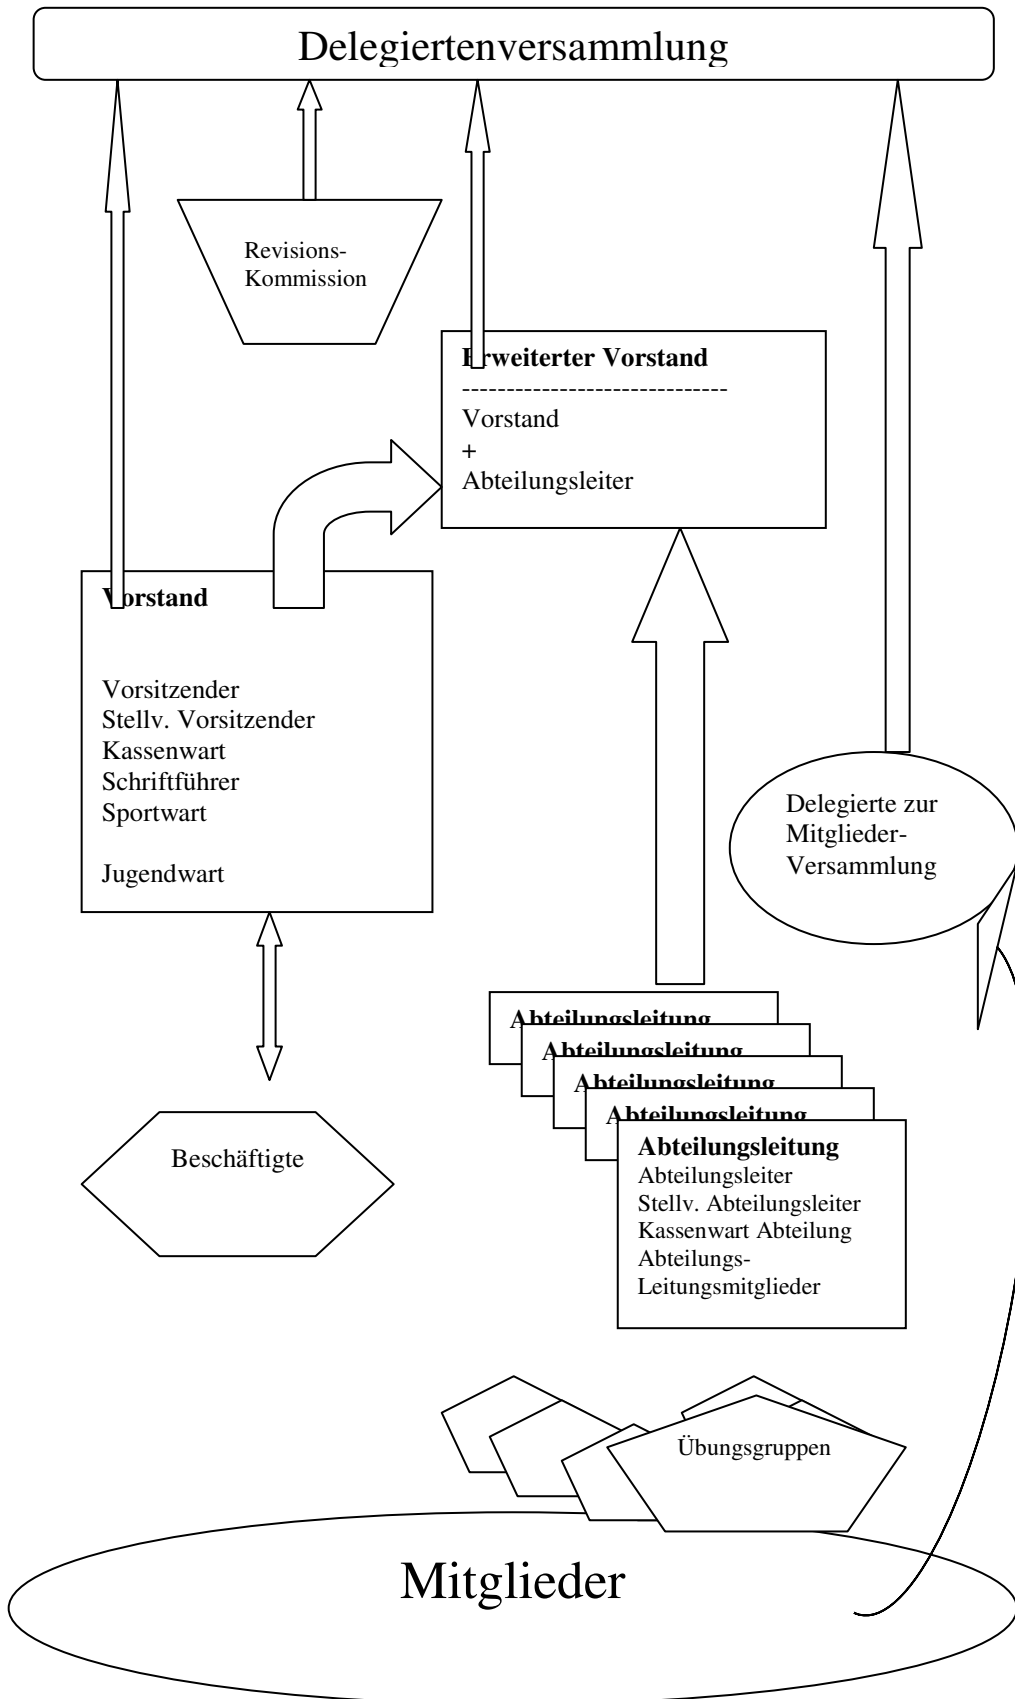 Delegiertenversammlung
Revisions-
Kommission
Erweiterter Vorstand
------------------------------
Vorstand
+
Abteilungsleiter
Vorstand
Vorsitzender
Stellv. Vorsitzender
Kassenwart
Schriftführer
Sportwart
Jugendwart
Delegierte zur
Mitglieder-
Versammlung
Abteilungsleitung
Abteilungsleitung
Abteilungsleitung
Abteilungsleitung
Abteilungsleitung
Abteilungsleiter
Stellv. Abteilungsleiter
Kassenwart Abteilung
Abteilungs-
Leitungsmitglieder
Beschäftigte
Übungsgruppen
Mitglieder